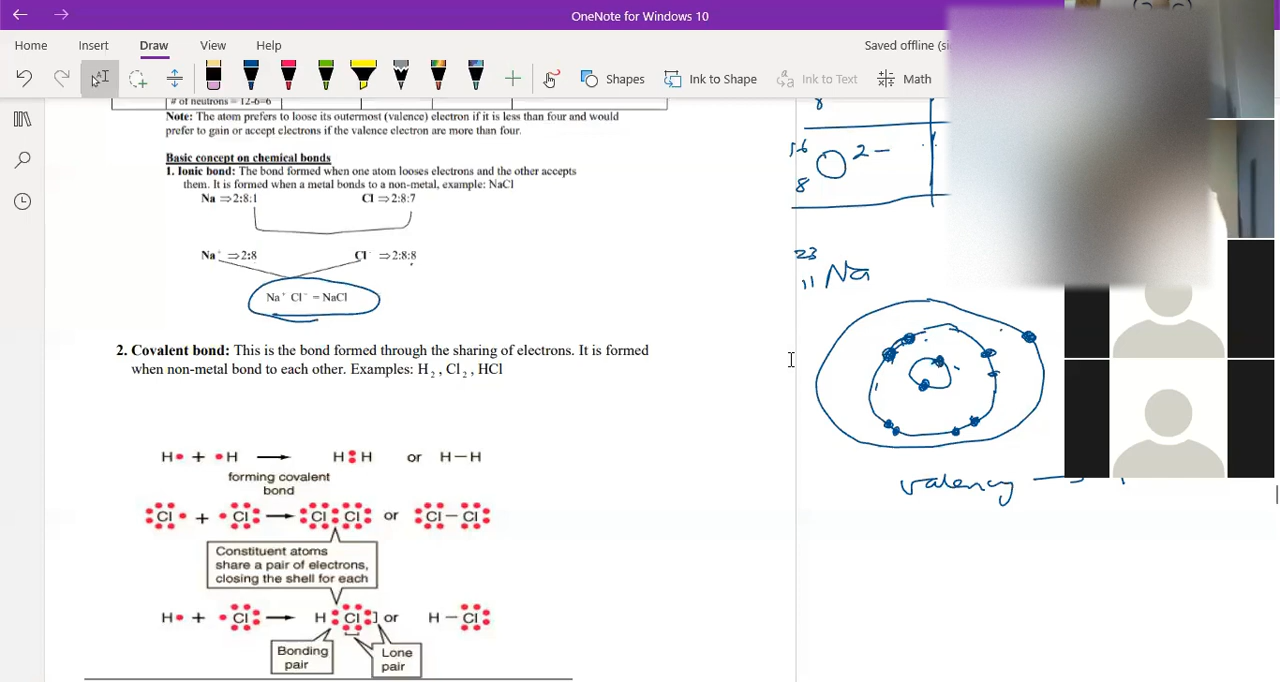 OneNote for Windows 10
Home Insert Draw View Help
Saved offline
Shapes Ink to Shape Ink to Text Math
# of neutrons = 12-6=6
Note: The atom prefers to loose its outermost (valence) electron if it is less than four and would
prefer to gain or accept electrons if the valence electron are more than four.
Basic concept on chemical bonds
1. Ionic bond: The bond formed when one atom looses electrons and the other accepts
them. It is formed when a metal bonds to a non-metal, example: NaCl
Na ⇒2:8:1 Cl ⇒2:8:7
Na⁺ ⇒2:8 Cl⁻ ⇒2:8:8
Na⁺ Cl⁻ = NaCl
2. Covalent bond: This is the bond formed through the sharing of electrons. It is formed
when non-metal bond to each other. Examples: H₂ , Cl₂ , HCl
H• + •H ⟶ H:H or H−H
forming covalent
bond
Cl• + •Cl ⟶ Cl:Cl or Cl−Cl
Constituent atoms
share a pair of electrons,
closing the shell for each
H• + •Cl ⟶ H:Cl:] or H−Cl
Bonding
pair
Lone
pair
8
16
O 2−
8
23
11 Na
valency →